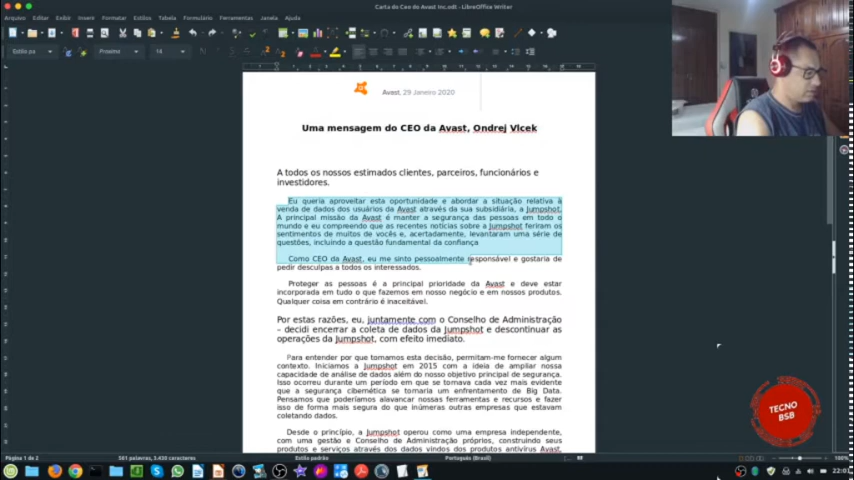 Carta do Ceo do Avast Inc.odt - LibreOffice Writer
Arquivo Editar Exibir Inserir Formatar Estilos Tabela Formulário Ferramentas Janela Ajuda
Estilo pa Proxime 14
Avast, 29 Janeiro 2020
Uma mensagem do CEO da Avast, Ondrej Vlcek
A todos os nossos estimados clientes, parceiros, funcionários e
investidores.
Eu queria aproveitar esta oportunidade e abordar a situação relativa à
venda de dados dos usuários da Avast através da sua subsidiária, a Jumpshot.
A principal missão da Avast é manter a segurança das pessoas em todo o
mundo e eu compreendo que as recentes notícias sobre a Jumpshot feriram os
sentimentos de muitos de vocês e, acertadamente, levantaram uma série de
questões, incluindo a questão fundamental da confiança
Como CEO da Avast, eu me sinto pessoalmente responsável e gostaria de
pedir desculpas a todos os interessados.
Proteger as pessoas é a principal prioridade da Avast e deve estar
incorporada em tudo o que fazemos em nosso negócio e em nossos produtos.
Qualquer coisa em contrário é inaceitável.
Por estas razões, eu, juntamente com o Conselho de Administração
– decidi encerrar a coleta de dados da Jumpshot e descontinuar as
operações da Jumpshot, com efeito imediato.
Para entender por que tomamos esta decisão, permitam-me fornecer algum
contexto. Iniciamos a Jumpshot em 2015 com a ideia de ampliar nossa
capacidade de análise de dados além do nosso objetivo principal de segurança.
Isso ocorreu durante um período em que se tornava cada vez mais evidente
que a segurança cibernética se tornaria um enfrentamento de Big Data.
Pensamos que poderíamos alavancar nossas ferramentas e recursos e fazer
isso de forma mais segura do que inúmeras outras empresas que estavam
coletando dados.
Desde o princípio, a Jumpshot operou como uma empresa independente,
com uma gestão e Conselho de Administração próprios, construindo seus
produtos e serviços através dos dados vindos dos produtos antivírus Avast.
TECNO
BSB
Página 1 de 2 501 palavras, 3.430 caracteres Estilo padrão Português (Brasil) 100%
22:01